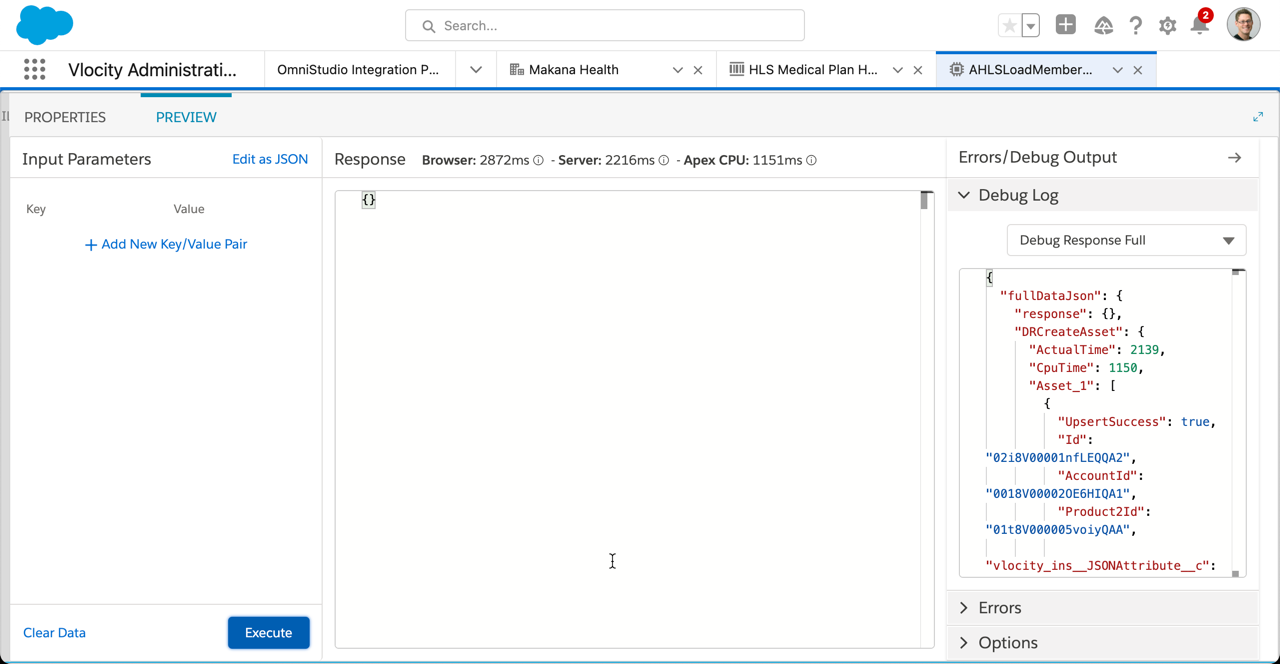 Search...
2
Vlocity Administrati...
OmniStudio Integration P...
Makana Health
HLS Medical Plan H...
AHLSLoadMember...
PROPERTIES
PREVIEW
Input Parameters
Edit as JSON
Response
Browser: 2872ms - Server: 2216ms - Apex CPU: 1151ms
Errors/Debug Output
Key
Value
+ Add New Key/Value Pair
{}
Debug Log
Debug Response Full
{
"fullDataJson": {
"response": {},
"DRCreateAsset": {
"ActualTime": 2139,
"CpuTime": 1150,
"Asset_1": [
{
"UpsertSuccess": true,
"Id":
"02i8V00001nfLEQQA2",
"AccountId":
"0018V00002OE6HIQA1",
"Product2Id":
"01t8V000005voiyQAA",
"vlocity_ins__JSONAttribute__c":
Errors
Options
Clear Data
Execute